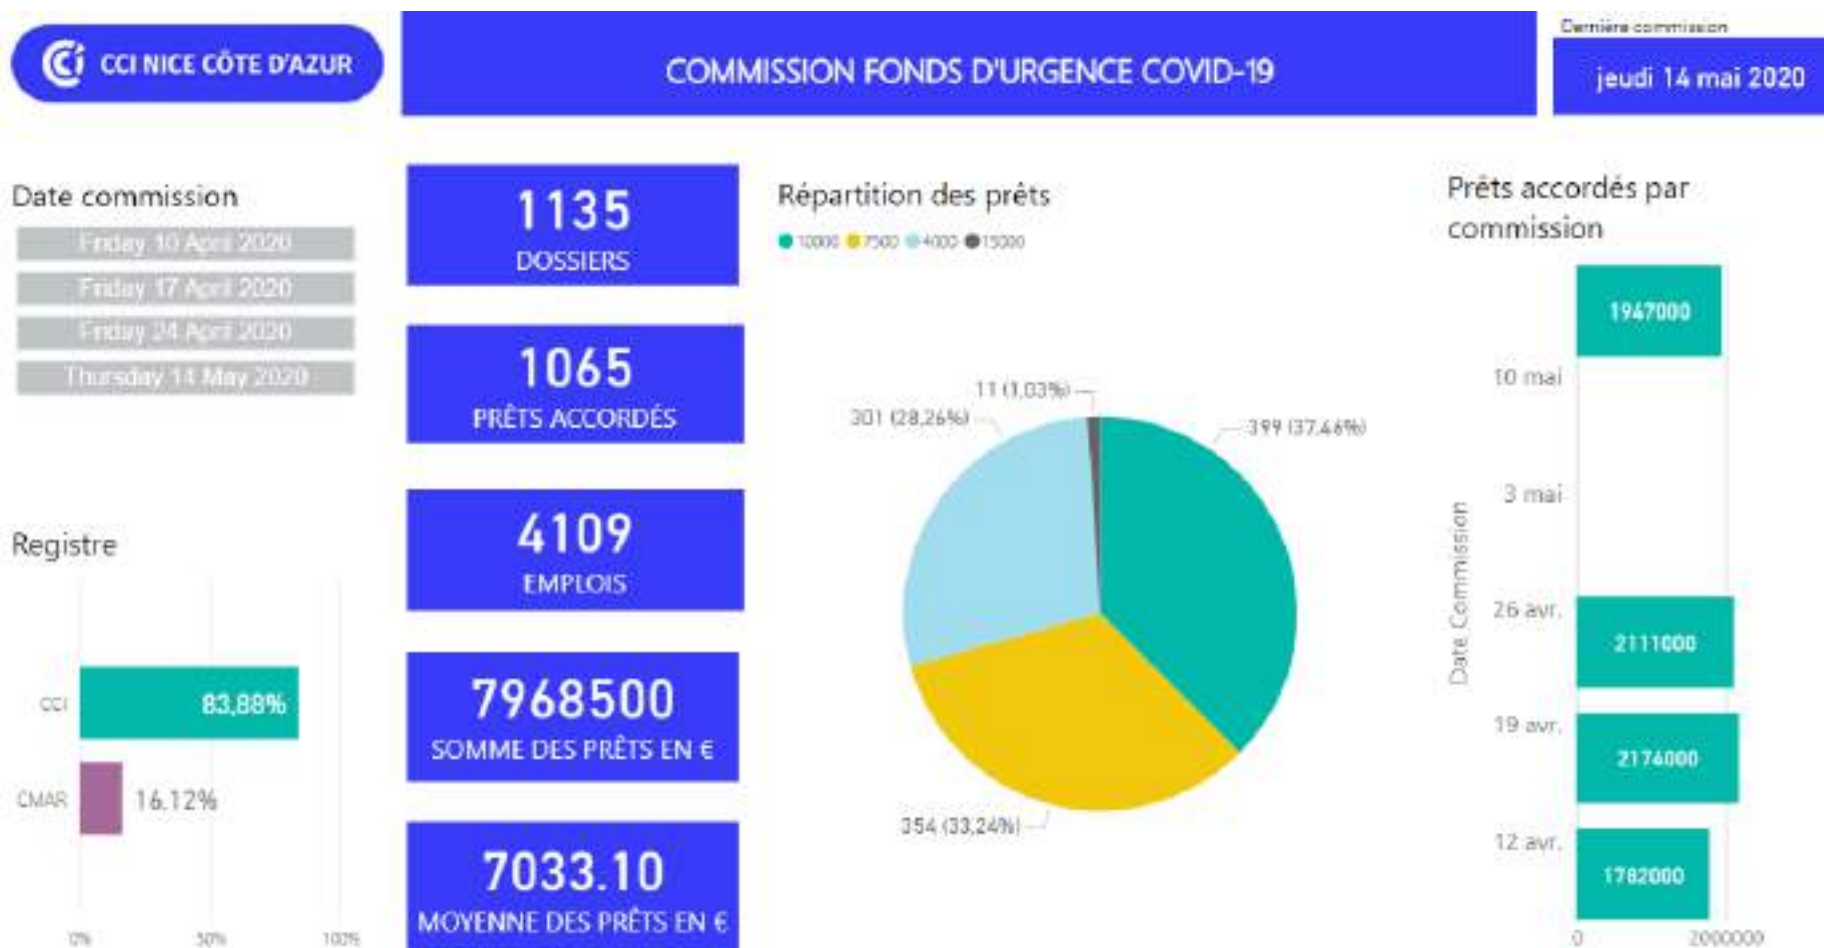 CCI NICE CÔTE D'AZUR
COMMISSION FONDS D'URGENCE COVID-19
Dernière commission
jeudi 14 mai 2020
Date commission
Friday 10 April 2020
Friday 17 April 2020
Friday 24 April 2020
Thursday 14 May 2020
Registre
CCI
83,88%
CMAR
16.12%
0%
50%
100%
1135
DOSSIERS
1065
PRÊTS ACCORDÉS
4109
EMPLOIS
7968500
SOMME DES PRÊTS EN €
7033.10
MOYENNE DES PRÊTS EN €
Répartition des prêts
10000 7500 4000 15000
11 (1,03%)
301 (28,26%)
399 (37,46%)
354 (33,24%)
Prêts accordés par
commission
Date Commission
1947000
10 mai
3 mai
26 avr.
2111000
19 avr.
2174000
12 avr.
1782000
0
2000000